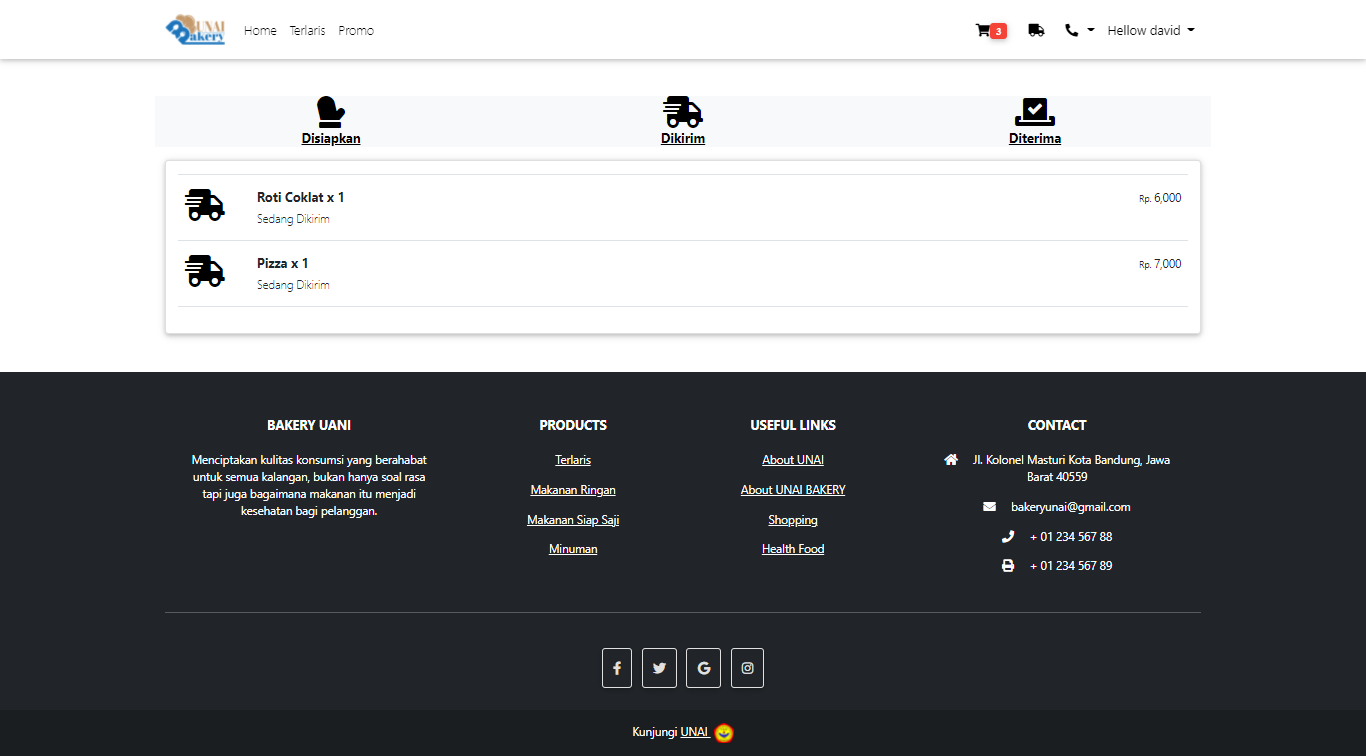 UNAI
Bakery
Home Terlaris Promo
3
Hellow david
Disiapkan Dikirim Diterima
Roti Coklat x 1 Rp. 6,000
Sedang Dikirim
Pizza x 1 Rp. 7,000
Sedang Dikirim
BAKERY UANI
Menciptakan kulitas konsumsi yang berahabat
untuk semua kalangan, bukan hanya soal rasa
tapi juga bagaimana makanan itu menjadi
kesehatan bagi pelanggan.
PRODUCTS
Terlaris
Makanan Ringan
Makanan Siap Saji
Minuman
USEFUL LINKS
About UNAI
About UNAI BAKERY
Shopping
Health Food
CONTACT
Jl. Kolonel Masturi Kota Bandung, Jawa
Barat 40559
bakeryunai@gmail.com
+ 01 234 567 88
+ 01 234 567 89
Kunjungi UNAI